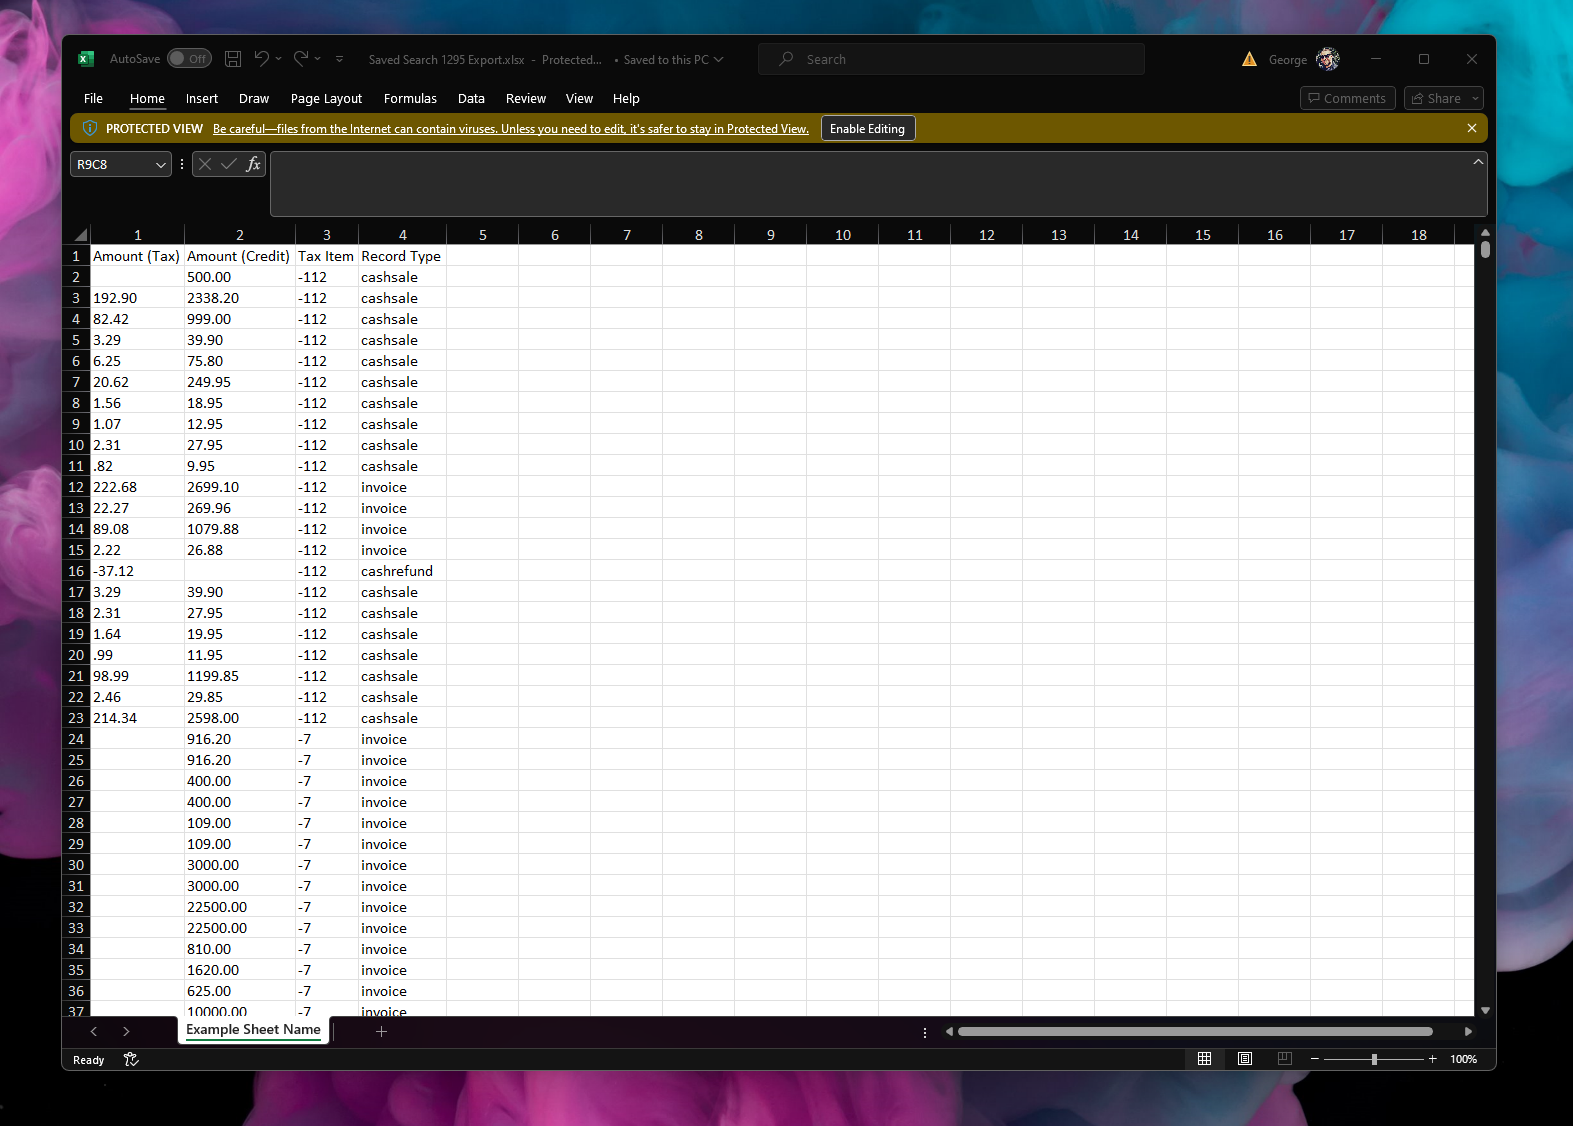 AutoSave Off Saved Search 1295 Export.xlsx - Protected... • Saved to this PC Search George
File Home Insert Draw Page Layout Formulas Data Review View Help Comments Share
PROTECTED VIEW Be careful—files from the Internet can contain viruses. Unless you need to edit, it's safer to stay in Protected View. Enable Editing
R9C8 fx
1 2 3 4 5 6 7 8 9 10 11 12 13 14 15 16 17 18
1 Amount (Tax) Amount (Credit) Tax Item Record Type
2 500.00 -112 cashsale
3 192.90 2338.20 -112 cashsale
4 82.42 999.00 -112 cashsale
5 3.29 39.90 -112 cashsale
6 6.25 75.80 -112 cashsale
7 20.62 249.95 -112 cashsale
8 1.56 18.95 -112 cashsale
9 1.07 12.95 -112 cashsale
10 2.31 27.95 -112 cashsale
11 .82 9.95 -112 cashsale
12 222.68 2699.10 -112 invoice
13 22.27 269.96 -112 invoice
14 89.08 1079.88 -112 invoice
15 2.22 26.88 -112 invoice
16 -37.12 -112 cashrefund
17 3.29 39.90 -112 cashsale
18 2.31 27.95 -112 cashsale
19 1.64 19.95 -112 cashsale
20 .99 11.95 -112 cashsale
21 98.99 1199.85 -112 cashsale
22 2.46 29.85 -112 cashsale
23 214.34 2598.00 -112 cashsale
24 916.20 -7 invoice
25 916.20 -7 invoice
26 400.00 -7 invoice
27 400.00 -7 invoice
28 109.00 -7 invoice
29 109.00 -7 invoice
30 3000.00 -7 invoice
31 3000.00 -7 invoice
32 22500.00 -7 invoice
33 22500.00 -7 invoice
34 810.00 -7 invoice
35 1620.00 -7 invoice
36 625.00 -7 invoice
37 10000.00 -7 invoice
Example Sheet Name
Ready 100%